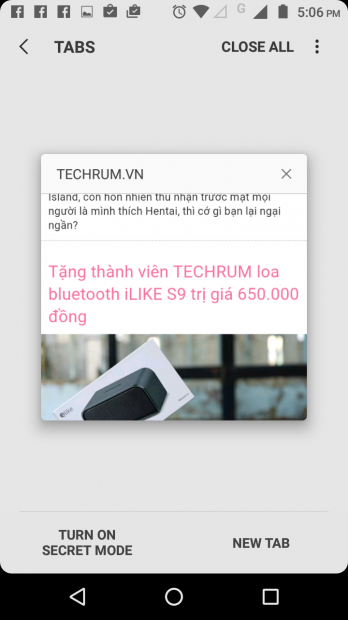 G
5:06 PM
TABS
CLOSE ALL
TECHRUM.VN
Island, còn hồn nhiên thú nhận trước mặt mọi
người là mình thích Hentai, thì cớ gì bạn lại ngại
ngần?
Tặng thành viên TECHRUM loa
bluetooth iLIKE S9 trị giá 650.000
đồng
iLike
TURN ON
SECRET MODE
NEW TAB